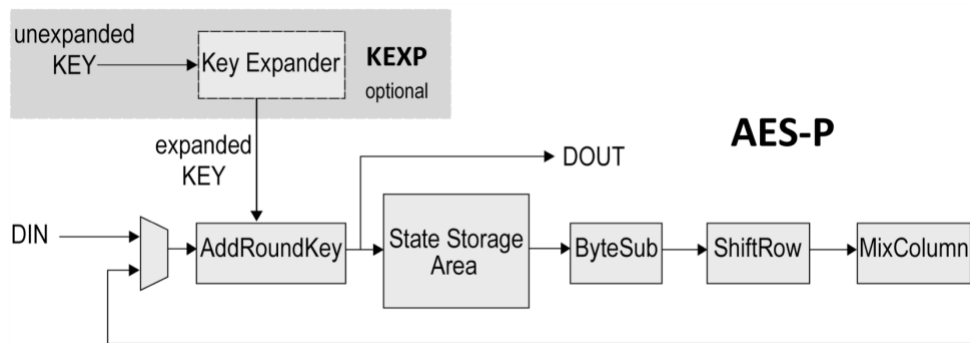 unexpanded
KEY
Key Expander
KEXP
optional
expanded
KEY
AES-P
DOUT
DIN
AddRoundKey
State Storage
Area
ByteSub
ShiftRow
MixColumn